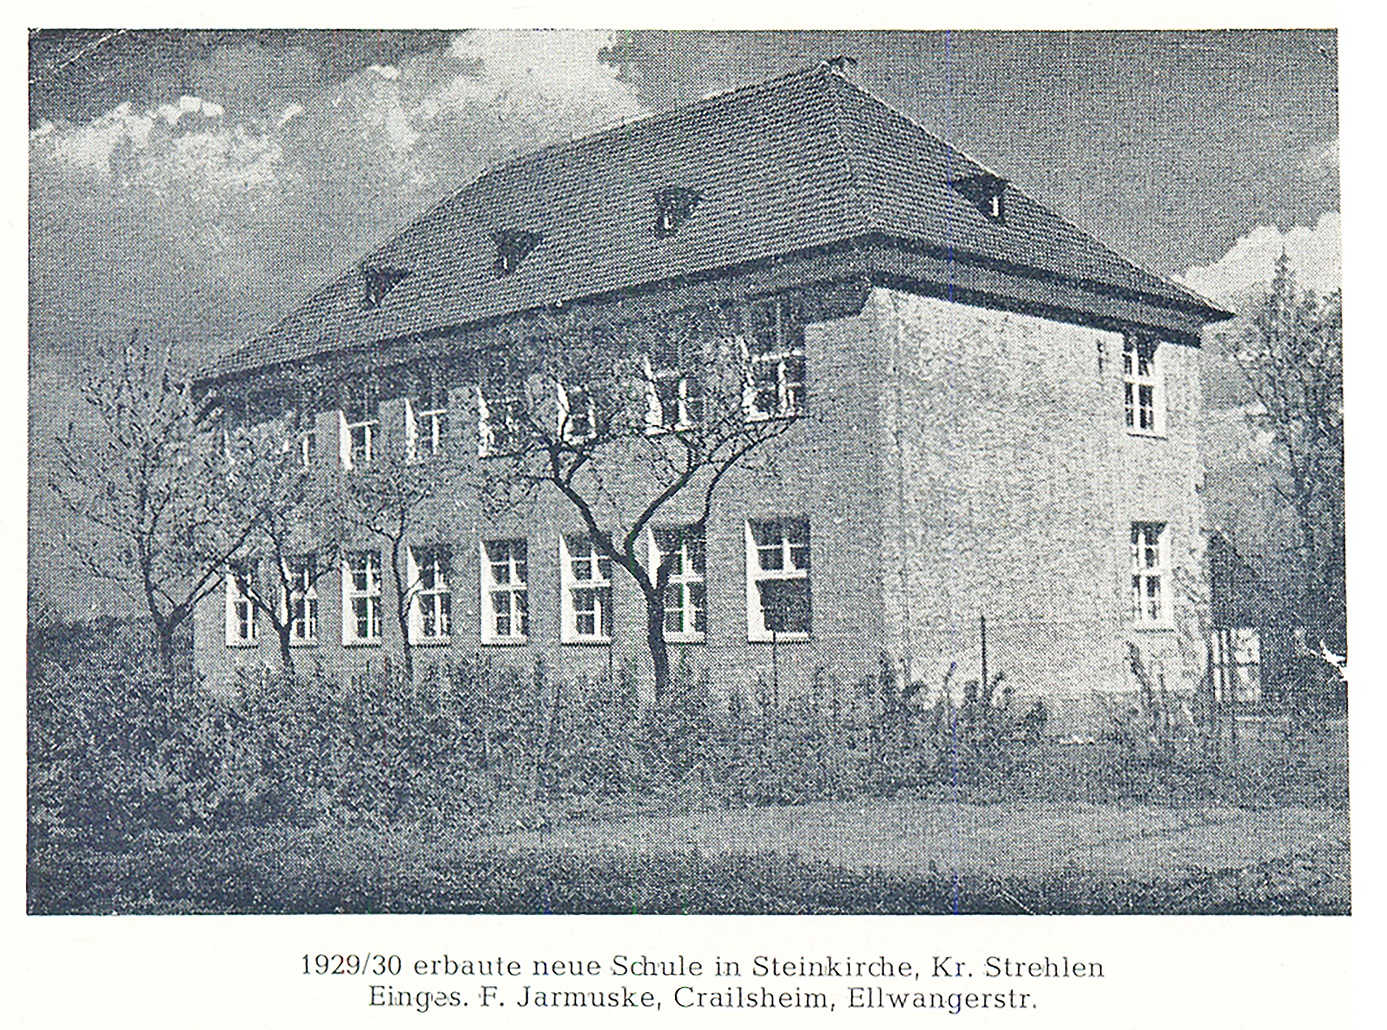 1929/30 erbaute neue Schule in Steinkirche, Kr. Strehlen
Einges. F. Jarmuske, Crailsheim, Ellwangerstr.